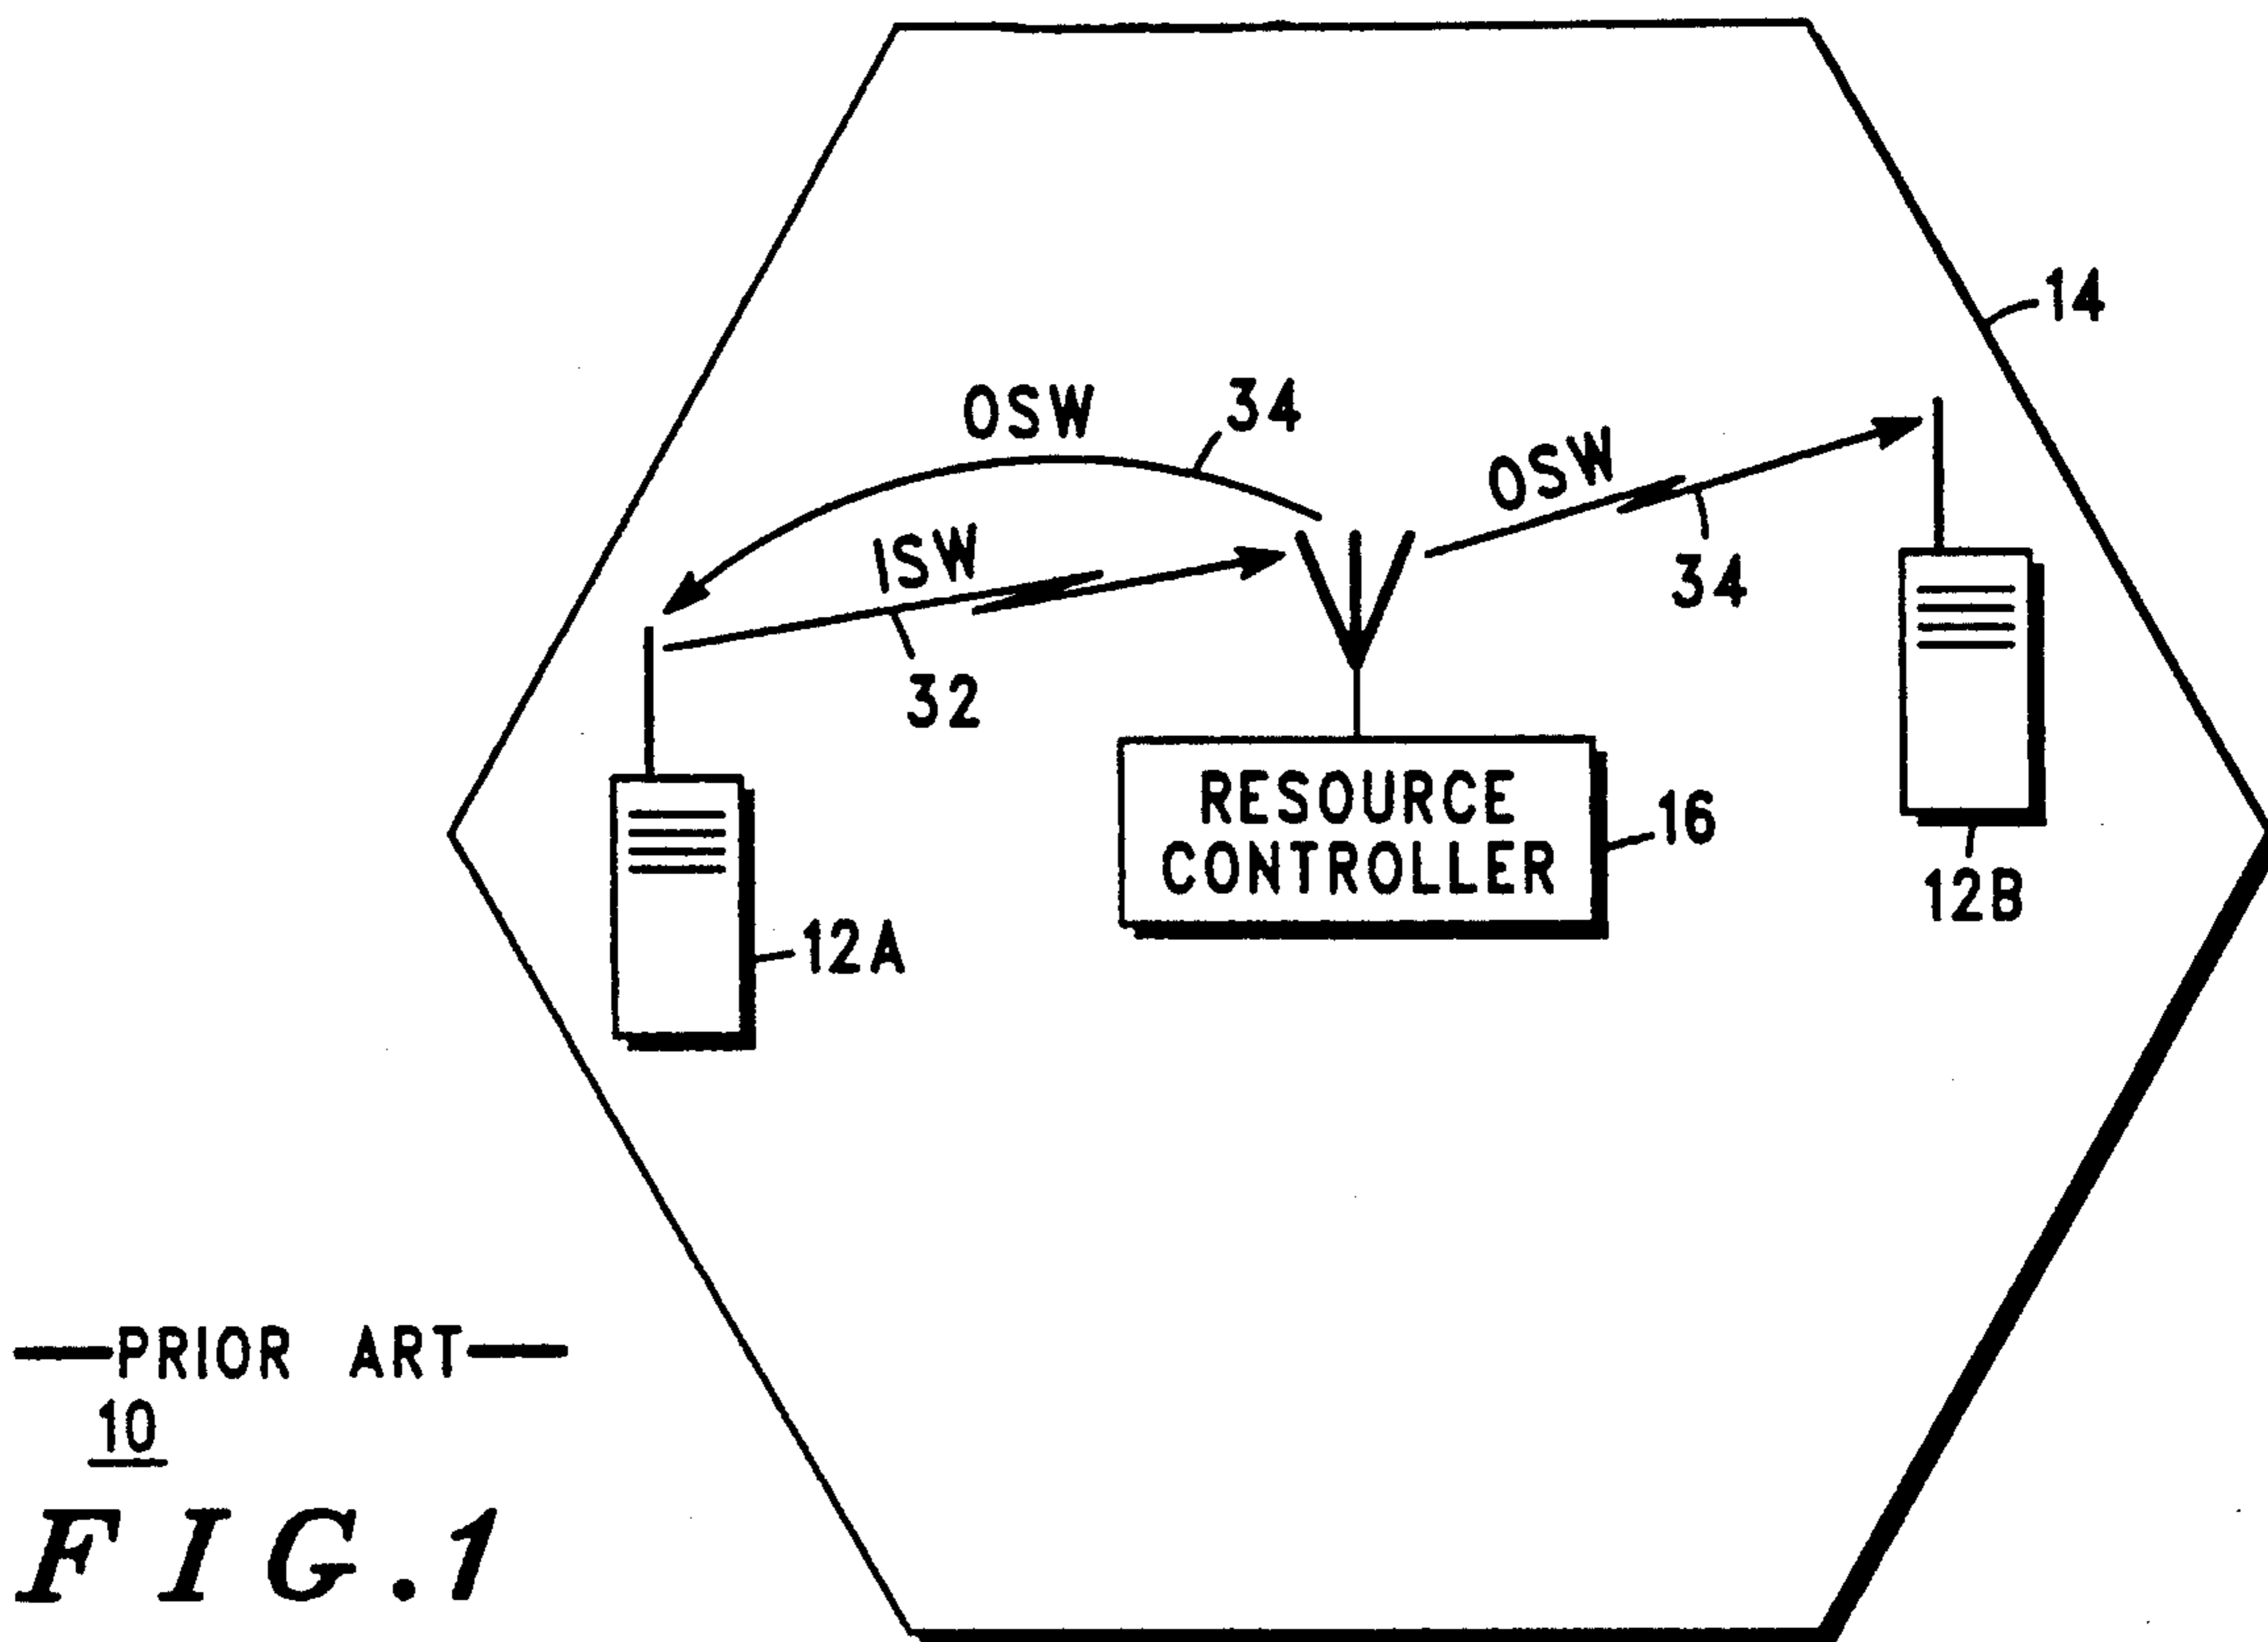 14
OSW
34
OSW
34
ISW
32
RESOURCE
CONTROLLER
16
12B
12A
PRIOR ART
10
FIG.1